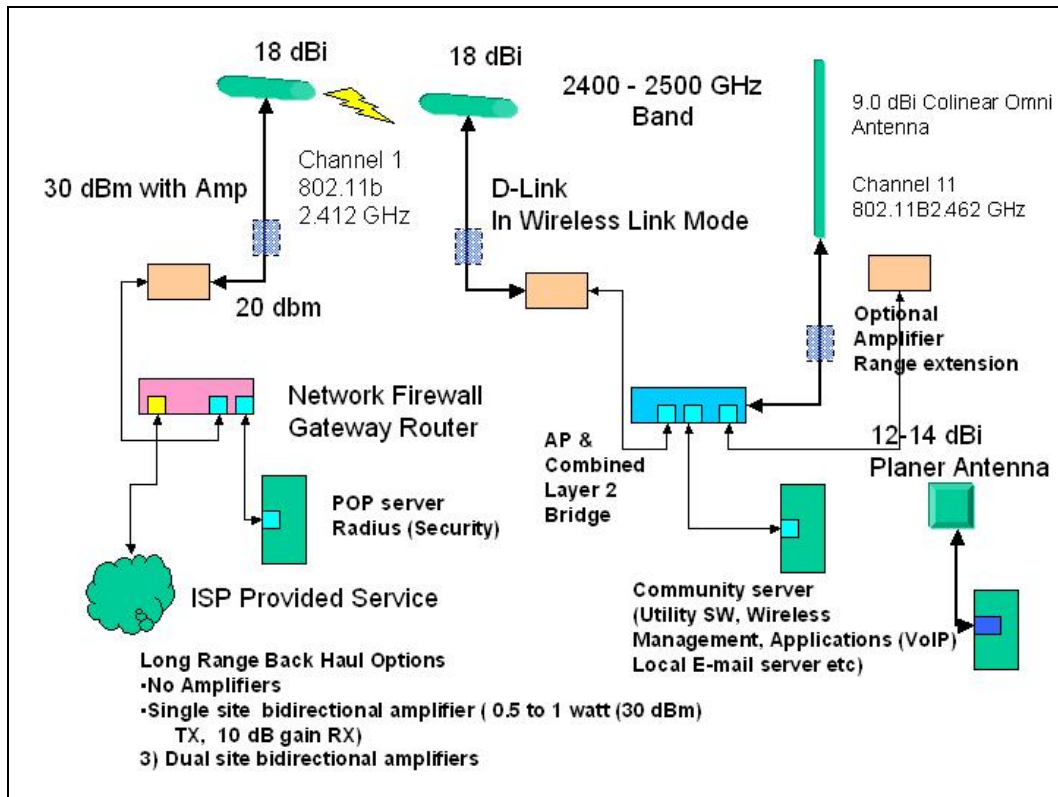 18 dBi
18 dBi
2400 - 2500 GHz
Band
9.0 dBi Colinear Omni
Antenna
Channel 1
802.11b
2.412 GHz
30 dBm with Amp
D-Link
In Wireless Link Mode
Channel 11
802.11B2.462 GHz
20 dbm
Optional
Amplifier
Range extension
Network Firewall
Gateway Router
AP &
Combined
Layer 2
Bridge
12-14 dBi
Planer Antenna
POP server
Radius (Security)
ISP Provided Service
Community server
(Utility SW, Wireless
Management, Applications (VoIP)
Local E-mail server etc)
Long Range Back Haul Options
•No Amplifiers
•Single site bidirectional amplifier ( 0.5 to 1 watt (30 dBm)
TX, 10 dB gain RX)
3) Dual site bidirectional amplifiers